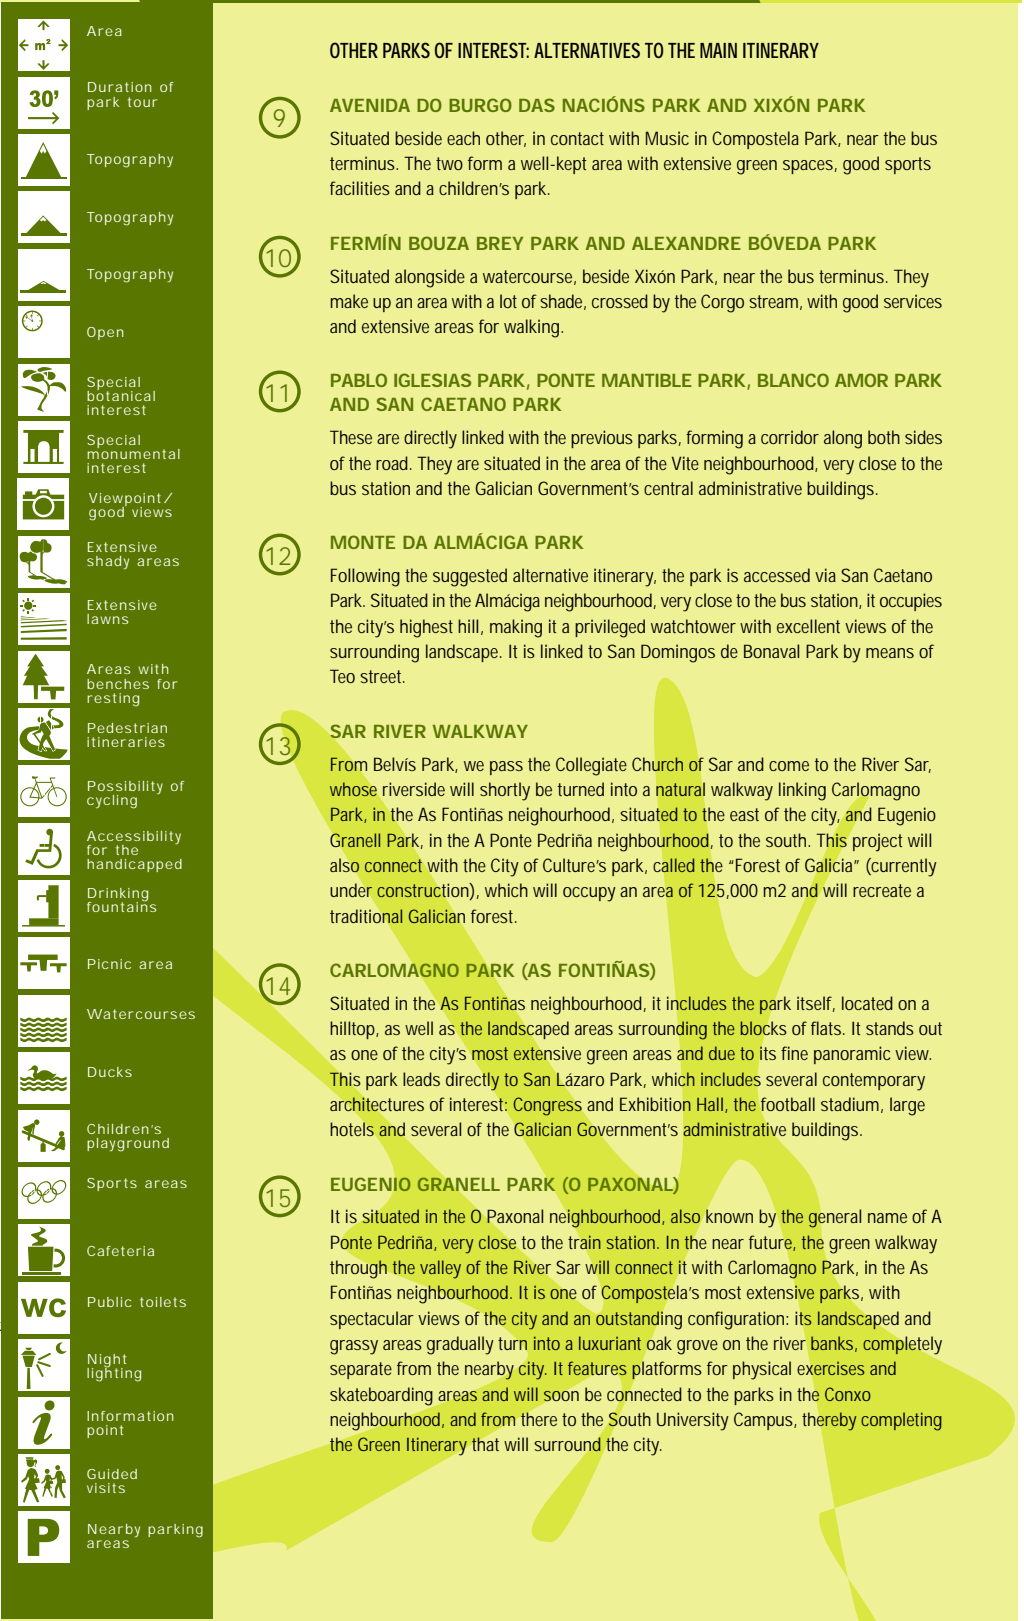 m²
Area
30’
Duration of
park tour
Topography
Topography
Topography
Open
Special
botanical
interest
Special
monumental
interest
Viewpoint/
good views
Extensive
shady areas
Extensive
lawns
Areas with
benches for
resting
Pedestrian
itineraries
Possibility of
cycling
Accessibility
for the
handicapped
Drinking
fountains
Picnic area
Watercourses
Ducks
Children’s
playground
Sports areas
Cafeteria
WC
Public toilets
Night
lighting
i
Information
point
Guided
visits
P
Nearby parking
areas
OTHER PARKS OF INTEREST: ALTERNATIVES TO THE MAIN ITINERARY
9
AVENIDA DO BURGO DAS NACIÓNS PARK AND XIXÓN PARK
Situated beside each other, in contact with Music in Compostela Park, near the bus
terminus. The two form a well-kept area with extensive green spaces, good sports
facilities and a children’s park.
10
FERMÍN BOUZA BREY PARK AND ALEXANDRE BÓVEDA PARK
Situated alongside a watercourse, beside Xixón Park, near the bus terminus. They
make up an area with a lot of shade, crossed by the Corgo stream, with good services
and extensive areas for walking.
11
PABLO IGLESIAS PARK, PONTE MANTIBLE PARK, BLANCO AMOR PARK
AND SAN CAETANO PARK
These are directly linked with the previous parks, forming a corridor along both sides
of the road. They are situated in the area of the Vite neighbourhood, very close to the
bus station and the Galician Government’s central administrative buildings.
12
MONTE DA ALMÁCIGA PARK
Following the suggested alternative itinerary, the park is accessed via San Caetano
Park. Situated in the Almáciga neighbourhood, very close to the bus station, it occupies
the city’s highest hill, making it a privileged watchtower with excellent views of the
surrounding landscape. It is linked to San Domingos de Bonaval Park by means of
Teo street.
13
SAR RIVER WALKWAY
From Belvís Park, we pass the Collegiate Church of Sar and come to the River Sar,
whose riverside will shortly be turned into a natural walkway linking Carlomagno
Park, in the As Fontiñas neighourhood, situated to the east of the city, and Eugenio
Granell Park, in the A Ponte Pedriña neighbourhood, to the south. This project will
also connect with the City of Culture’s park, called the “Forest of Galicia” (currently
under construction), which will occupy an area of 125,000 m2 and will recreate a
traditional Galician forest.
14
CARLOMAGNO PARK (AS FONTIÑAS)
Situated in the As Fontiñas neighbourhood, it includes the park itself, located on a
hilltop, as well as the landscaped areas surrounding the blocks of flats. It stands out
as one of the city’s most extensive green areas and due to its fine panoramic view.
This park leads directly to San Lázaro Park, which includes several contemporary
architectures of interest: Congress and Exhibition Hall, the football stadium, large
hotels and several of the Galician Government’s administrative buildings.
15
EUGENIO GRANELL PARK (O PAXONAL)
It is situated in the O Paxonal neighbourhood, also known by the general name of A
Ponte Pedriña, very close to the train station. In the near future, the green walkway
through the valley of the River Sar will connect it with Carlomagno Park, in the As
Fontiñas neighbourhood. It is one of Compostela’s most extensive parks, with
spectacular views of the city and an outstanding configuration: its landscaped and
grassy areas gradually turn into a luxuriant oak grove on the river banks, completely
separate from the nearby city. It features platforms for physical exercises and
skateboarding areas and will soon be connected to the parks in the Conxo
neighbourhood, and from there to the South University Campus, thereby completing
the Green Itinerary that will surround the city.